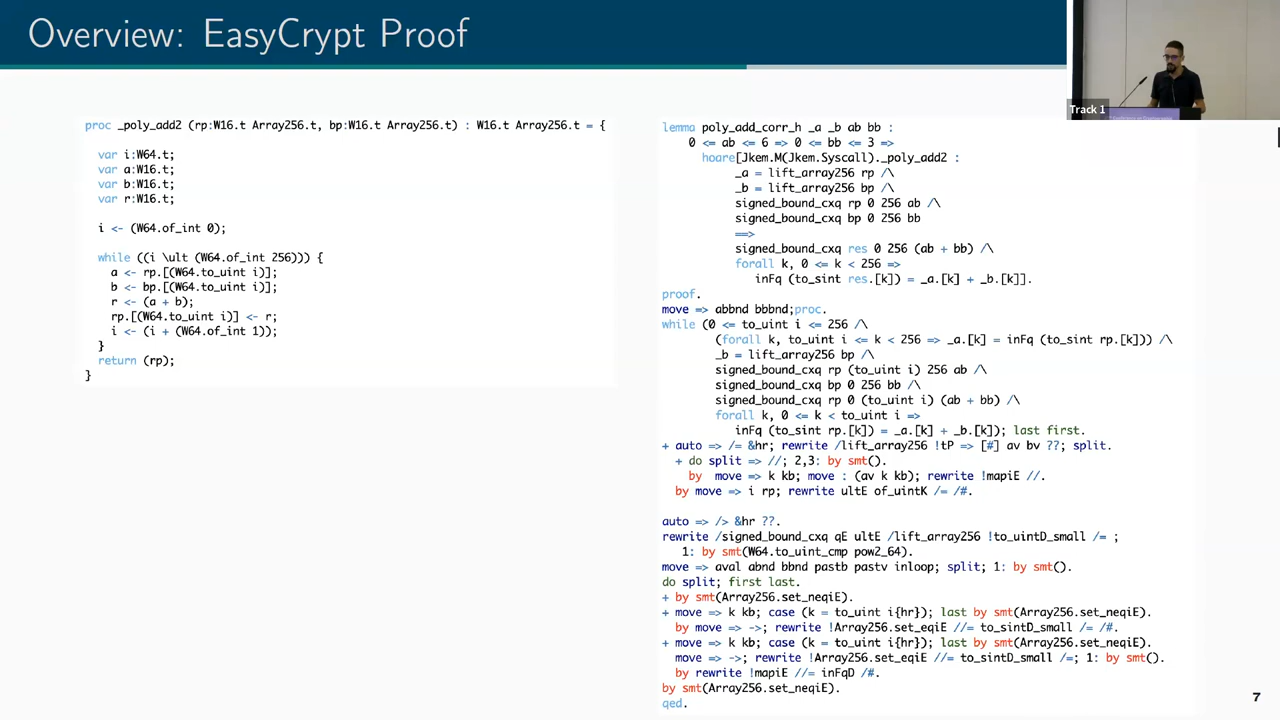 Overview: EasyCrypt Proof
Track 1
proc _poly_add2 (rp:W16.t Array256.t, bp:W16.t Array256.t) : W16.t Array256.t = {
var i:W64.t;
var a:W16.t;
var b:W16.t;
var r:W16.t;
i <- (W64.of_int 0);
while ((i \ult (W64.of_int 256))) {
a <- rp.[(W64.to_uint i)];
b <- bp.[(W64.to_uint i)];
r <- (a + b);
rp.[(W64.to_uint i)] <- r;
i <- (i + (W64.of_int 1));
}
return (rp);
}
lemma poly_add_corr_h _a _b ab bb :
0 <= ab <= 6 => 0 <= bb <= 3 =>
hoare[Jkem.M(Jkem.Syscall)._poly_add2 :
_a = lift_array256 rp /\
_b = lift_array256 bp /\
signed_bound_cxq rp 0 256 ab /\
signed_bound_cxq bp 0 256 bb
==>
signed_bound_cxq res 0 256 (ab + bb) /\
forall k, 0 <= k < 256 =>
inFq (to_sint res.[k]) = _a.[k] + _b.[k]].
proof.
move => abbnd bbbnd;proc.
while (0 <= to_uint i <= 256 /\
(forall k, to_uint i <= k < 256 => _a.[k] = inFq (to_sint rp.[k])) /\
_b = lift_array256 bp /\
signed_bound_cxq rp (to_uint i) 256 ab /\
signed_bound_cxq bp 0 256 bb /\
signed_bound_cxq rp 0 (to_uint i) (ab + bb) /\
forall k, 0 <= k < to_uint i =>
inFq (to_sint rp.[k]) = _a.[k] + _b.[k]); last first.
+ auto => /= &hr; rewrite /lift_array256 !tP => [#] av bv ??; split.
+ do split => //; 2,3: by smt().
by move => k kb; move : (av k kb); rewrite !mapiE //.
by move => i rp; rewrite ultE of_uintK /= /#.
auto => /> &hr ??.
rewrite /signed_bound_cxq qE ultE /lift_array256 !to_uintD_small /= ;
1: by smt(W64.to_uint_cmp pow2_64).
move => aval abnd bbnd pastb pastv inloop; split; 1: by smt().
do split; first last.
+ by smt(Array256.set_neqiE).
+ move => k kb; case (k = to_uint i{hr}); last by smt(Array256.set_neqiE).
by move => ->; rewrite !Array256.set_eqiE //= to_sintD_small /= /#.
+ move => k kb; case (k = to_uint i{hr}); last by smt(Array256.set_neqiE).
move => ->; rewrite !Array256.set_eqiE //= to_sintD_small /=; 1: by smt().
by rewrite !mapiE //= inFqD /#.
by smt(Array256.set_neqiE).
qed.
7